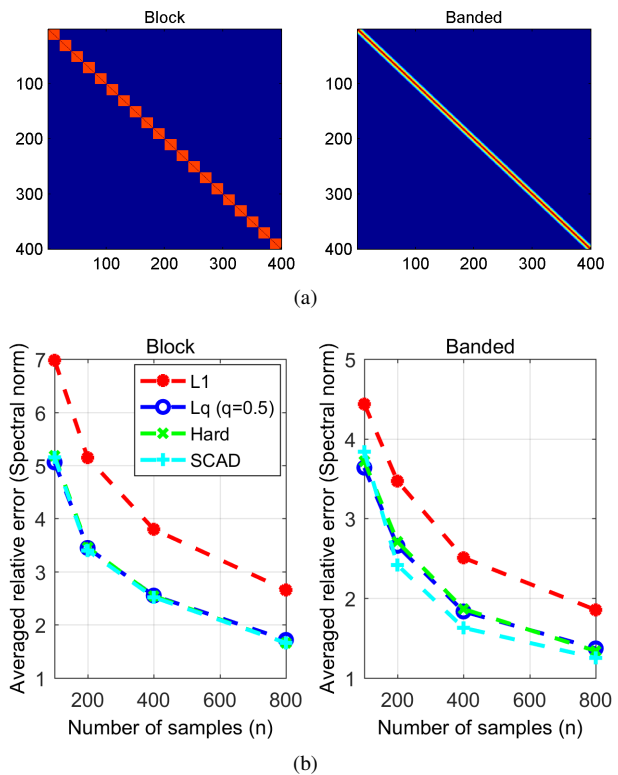 Block
Banded
100
200
300
400
100 200 300 400
100
200
300
400
100 200 300 400
(a)
Block
Banded
Averaged relative error (Spectral norm)
7
6
5
4
3
2
1
L1
Lq (q=0.5)
Hard
SCAD
200 400 600 800
Number of samples (n)
Averaged relative error (Spectral norm)
5
4
3
2
1
200 400 600 800
Number of samples (n)
(b)